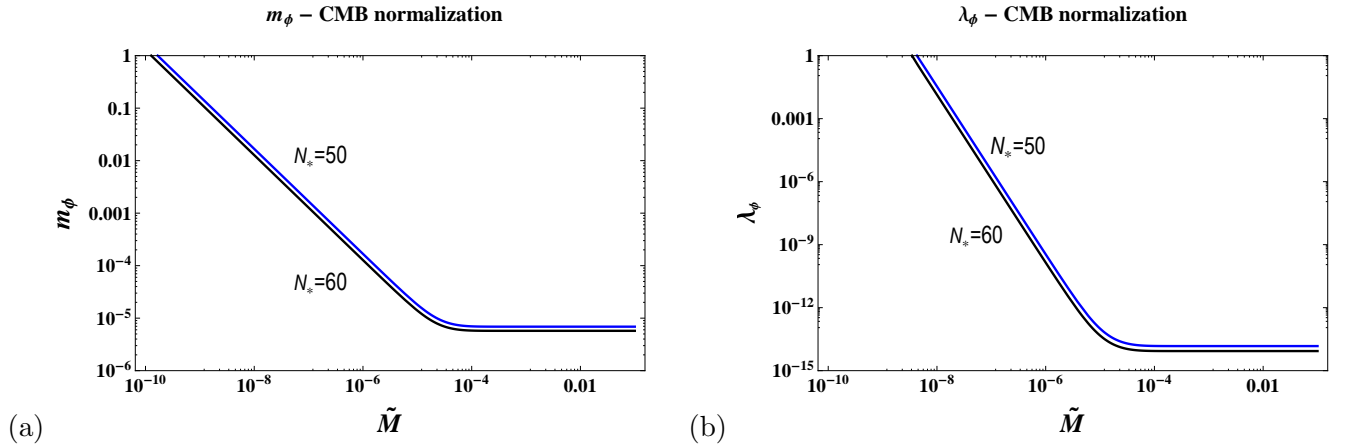 m_ϕ – CMB normalization
1
0.1
0.01
0.001
10⁻⁴
10⁻⁵
10⁻⁶
m_ϕ
N_*=50
N_*=60
10⁻¹⁰ 10⁻⁸ 10⁻⁶ 10⁻⁴ 0.01
M̃
(a)
λ_ϕ – CMB normalization
1
0.001
10⁻⁶
10⁻⁹
10⁻¹²
10⁻¹⁵
λ_ϕ
N_*=50
N_*=60
10⁻¹⁰ 10⁻⁸ 10⁻⁶ 10⁻⁴ 0.01
M̃
(b)